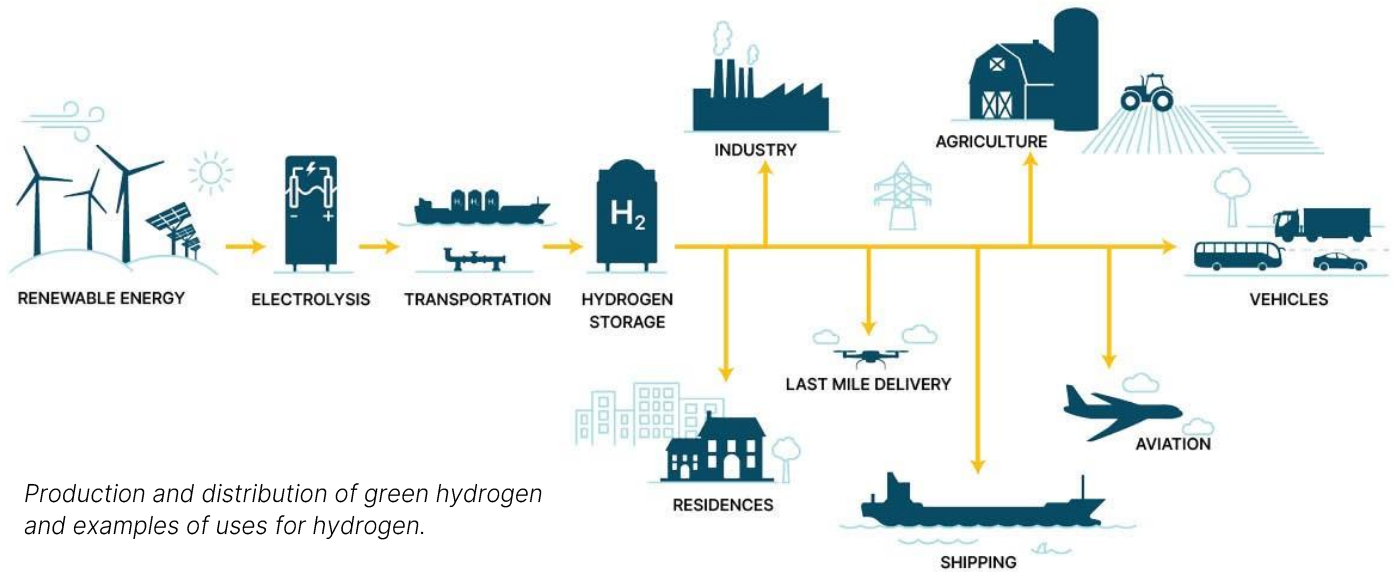 INDUSTRY
AGRICULTURE
H2
- +
RENEWABLE ENERGY
ELECTROLYSIS
TRANSPORTATION
HYDROGEN
STORAGE
VEHICLES
LAST MILE DELIVERY
AVIATION
RESIDENCES
SHIPPING
Production and distribution of green hydrogen
and examples of uses for hydrogen.